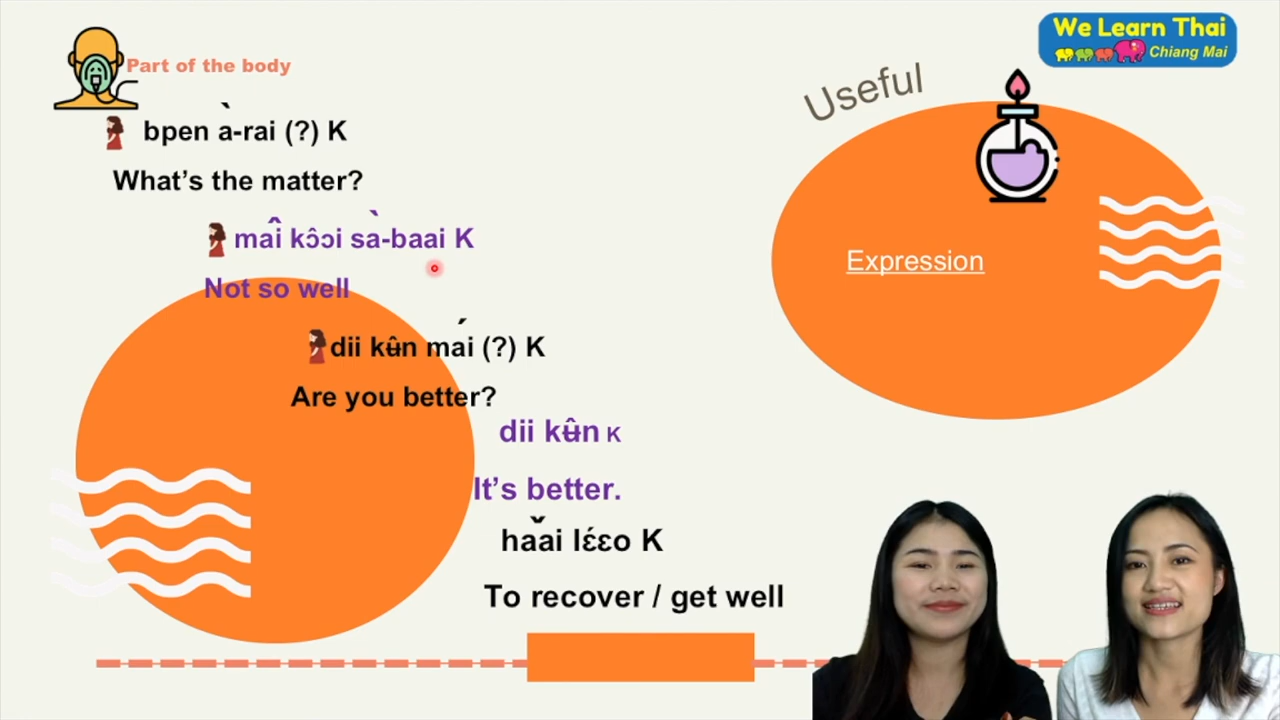 Part of the body
We Learn Thai
Chiang Mai
Useful
Expression
bpen à-rai (?) K
What's the matter?
mâi kɔ̂ɔi sà-baai K
Not so well
dii kʉ̂n mái (?) K
Are you better?
dii kʉ̂n K
It's better.
hǎai lɛ́ɛo K
To recover / get well